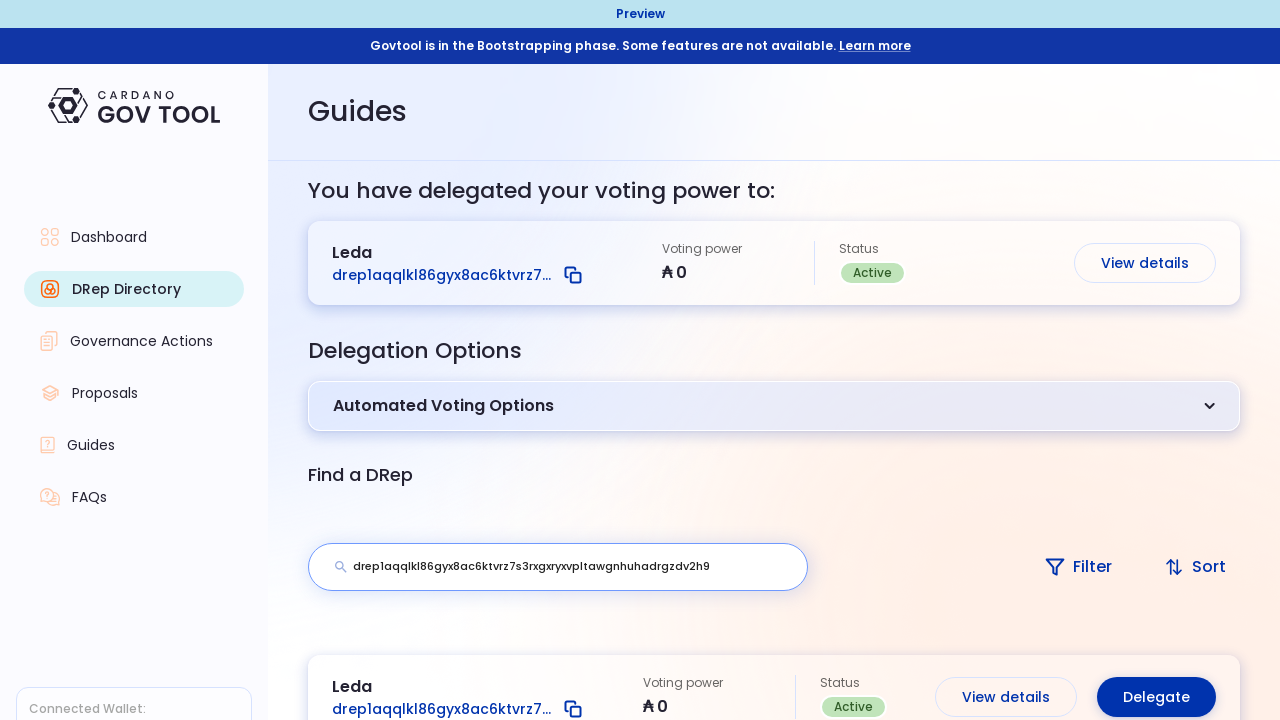 Preview
Govtool is in the Bootstrapping phase. Some features are not available. Learn more
CARDANO
GOV TOOL
Guides
Dashboard
DRep Directory
Governance Actions
Proposals
Guides
FAQs
Connected Wallet:
You have delegated your voting power to:
Leda
drep1aqqlkl86gyx8ac6ktvrz7...
Voting power
₳ 0
Status
Active
View details
Delegation Options
Automated Voting Options
Find a DRep
drep1aqqlkl86gyx8ac6ktvrz7s3rxgxryxvpltawgnhuhadrgzdv2h9
Filter
Sort
Leda
drep1aqqlkl86gyx8ac6ktvrz7...
Voting power
₳ 0
Status
Active
View details
Delegate